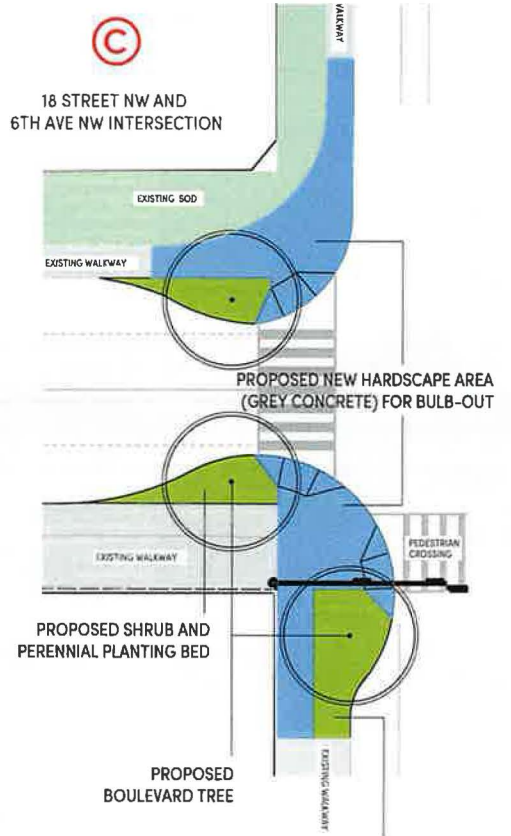 C
WALKWAY
18 STREET NW AND
6TH AVE NW INTERSECTION
EXISTING SOD
EXISTING WALKWAY
PROPOSED NEW HARDSCAPE AREA
(GREY CONCRETE) FOR BULB-OUT
EXISTING WALKWAY
PEDESTRIAN
CROSSING
PROPOSED SHRUB AND
PERENNIAL PLANTING BED
PROPOSED
BOULEVARD TREE
EXISTING WALKWAY